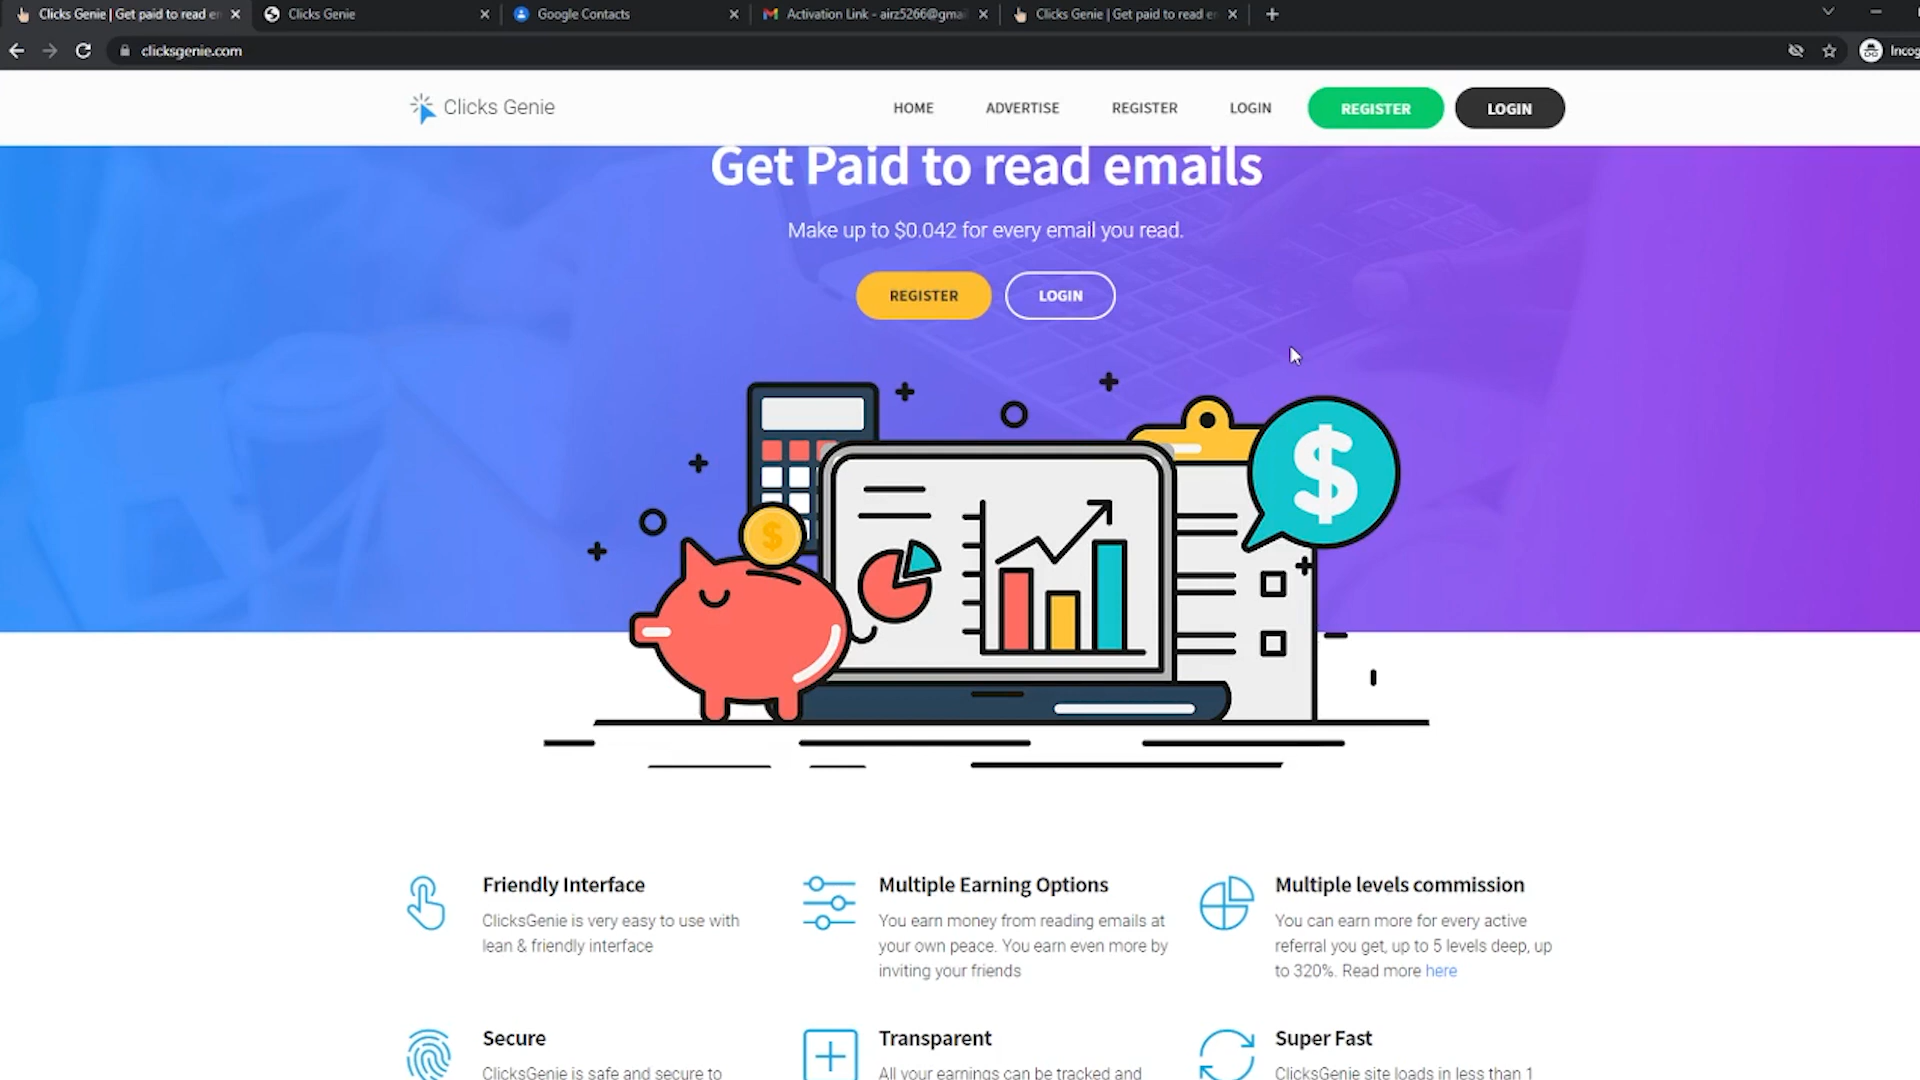 Clicks Genie | Get paid to read e
Clicks Genie
Google Contacts
Activation Link - airz5266@gmai
Clicks Genie | Get paid to read e
clicksgenie.com
Incog
Clicks Genie
HOME
ADVERTISE
REGISTER
LOGIN
REGISTER
LOGIN
Get Paid to read emails
Make up to $0.042 for every email you read.
REGISTER
LOGIN
$
$
Friendly Interface
ClicksGenie is very easy to use with
lean & friendly interface
Multiple Earning Options
You earn money from reading emails at
your own peace. You earn even more by
inviting your friends
Multiple levels commission
You can earn more for every active
referral you get, up to 5 levels deep, up
to 320%. Read more here
Secure
ClicksGenie is safe and secure to
Transparent
All your earnings can be tracked and
Super Fast
ClicksGenie site loads in less than 1